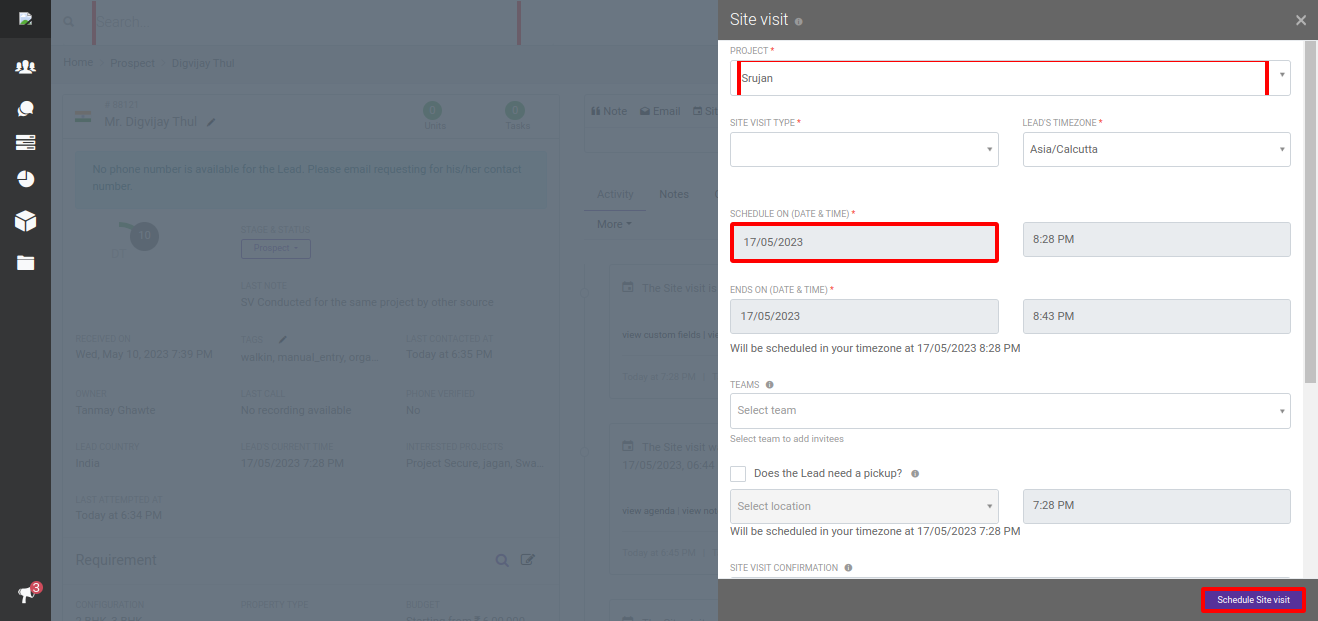 Search...
Home
Prospect
Digvijay Thul
Mr. Digvijay Thul
0
Units
0
Tasks
No phone number is available for the Lead. Please email requesting for his/her contact
number.
10
STAGE & STATUS
Prospect
LAST NOTE
SV Conducted for the same project by other source
RECEIVED ON
Wed, May 10, 2023 7:39 PM
TAGS
walkin, manual_entry, orga...
LAST CONTACTED AT
Today at 6:35 PM
OWNER
Tanmay Ghawte
LAST CALL
No recording available
PHONE VERIFIED
No
LEAD COUNTRY
India
LEAD'S CURRENT TIME
17/05/2023 7:28 PM
INTERESTED PROJECTS
Project Secure, jagan, Swa...
LAST ATTEMPTED AT
Today at 6:34 PM
Requirement
CONFIGURATION
PROPERTY TYPE
BUDGET
3
Note
Email
Sit
Activity
Notes
More
The Site visit is
view custom fields | vie
Today at 7:28 PM
The Site visit wa
17/05/2023, 06:44
view agenda | view not
Today at 6:45 PM
Site visit
PROJECT *
Srujan
SITE VISIT TYPE *
LEAD'S TIMEZONE *
Asia/Calcutta
SCHEDULE ON (DATE & TIME) *
17/05/2023
8:28 PM
ENDS ON (DATE & TIME) *
17/05/2023
8:43 PM
Will be scheduled in your timezone at 17/05/2023 8:28 PM
TEAMS
Select team
Select team to add invitees
Does the Lead need a pickup?
Select location
7:28 PM
Will be scheduled in your timezone at 17/05/2023 7:28 PM
SITE VISIT CONFIRMATION
Schedule Site visit